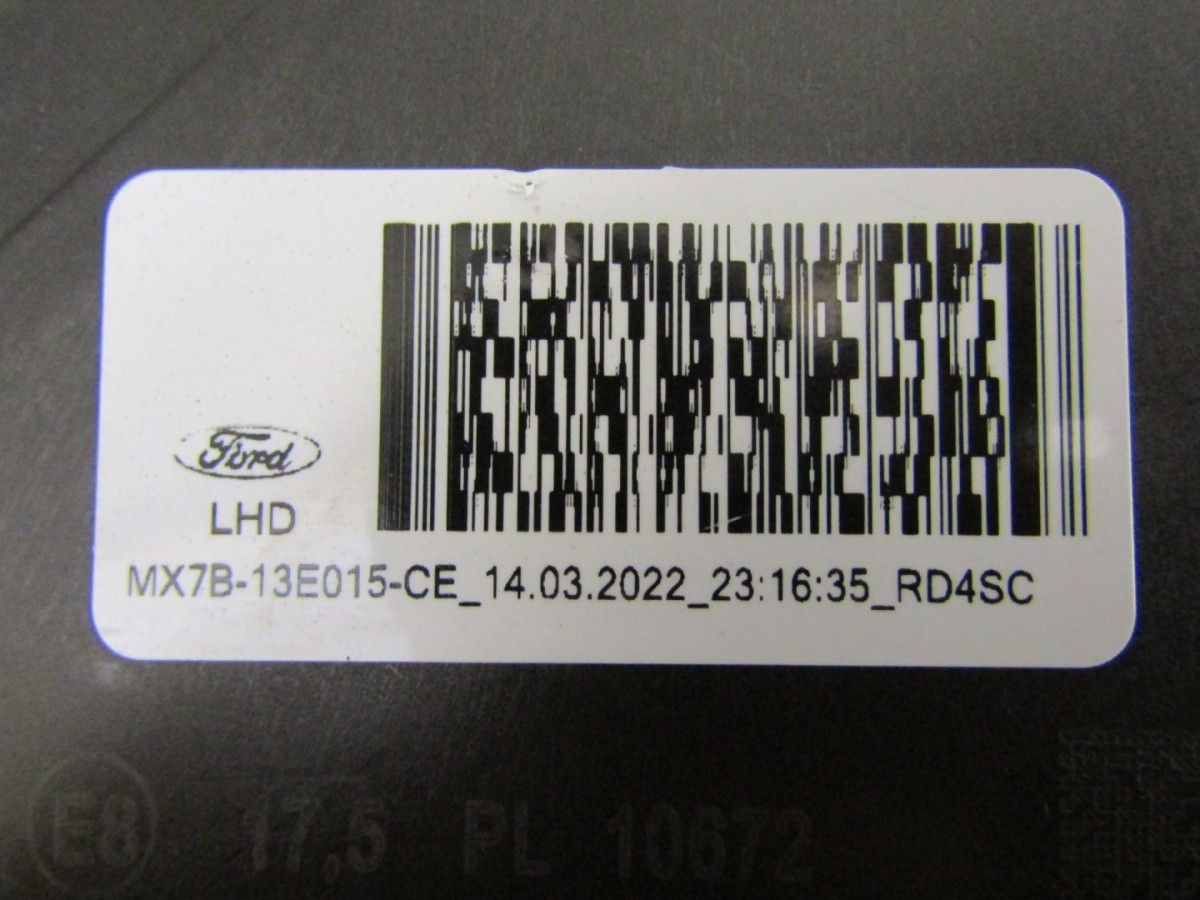 Ford
LHD
MX7B-13E015-CE_14.03.2022_23:16:35_RD4SC
E8 17,5 PL 10672